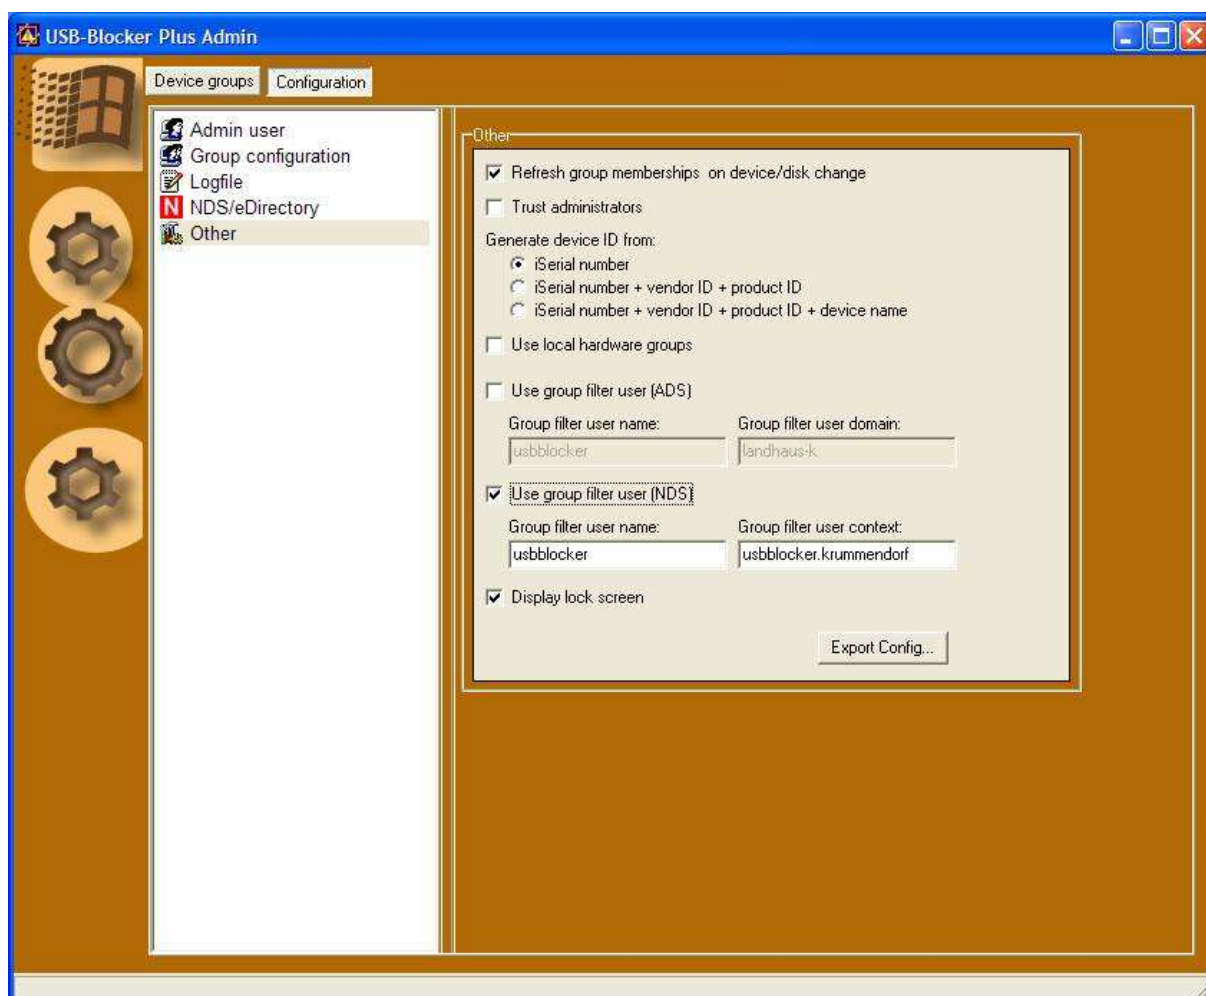 USB-Blocker Plus Admin
Device groups Configuration
Admin user
Group configuration
Logfile
N NDS/eDirectory
Other
Other
Refresh group memberships on device/disk change
Trust administrators
Generate device ID from:
iSerial number
iSerial number + vendor ID + product ID
iSerial number + vendor ID + product ID + device name
Use local hardware groups
Use group filter user (ADS)
Group filter user name: Group filter user domain:
usbblocker landhaus-k
Use group filter user (NDS)
Group filter user name: Group filter user context:
usbblocker usbblocker.krummendorf
Display lock screen
Export Config...